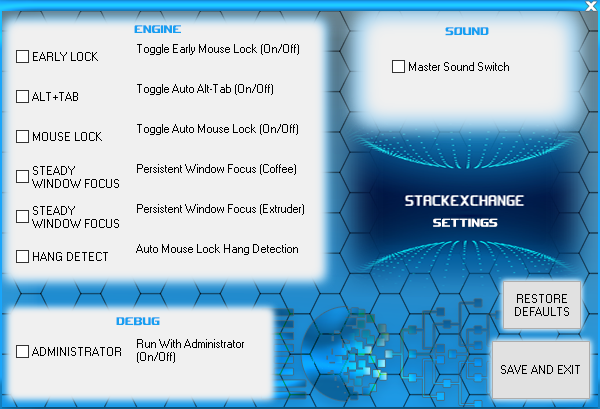 X
ENGINE
EARLY LOCK Toggle Early Mouse Lock (On/Off)
ALT+TAB Toggle Auto Alt-Tab (On/Off)
MOUSE LOCK Toggle Auto Mouse Lock (On/Off)
STEADY
WINDOW FOCUS Persistent Window Focus (Coffee)
STEADY
WINDOW FOCUS Persistent Window Focus (Extruder)
HANG DETECT Auto Mouse Lock Hang Detection
SOUND
Master Sound Switch
STACKEXCHANGE
SETTINGS
DEBUG
ADMINISTRATOR Run With Administrator
(On/Off)
RESTORE
DEFAULTS
SAVE AND EXIT